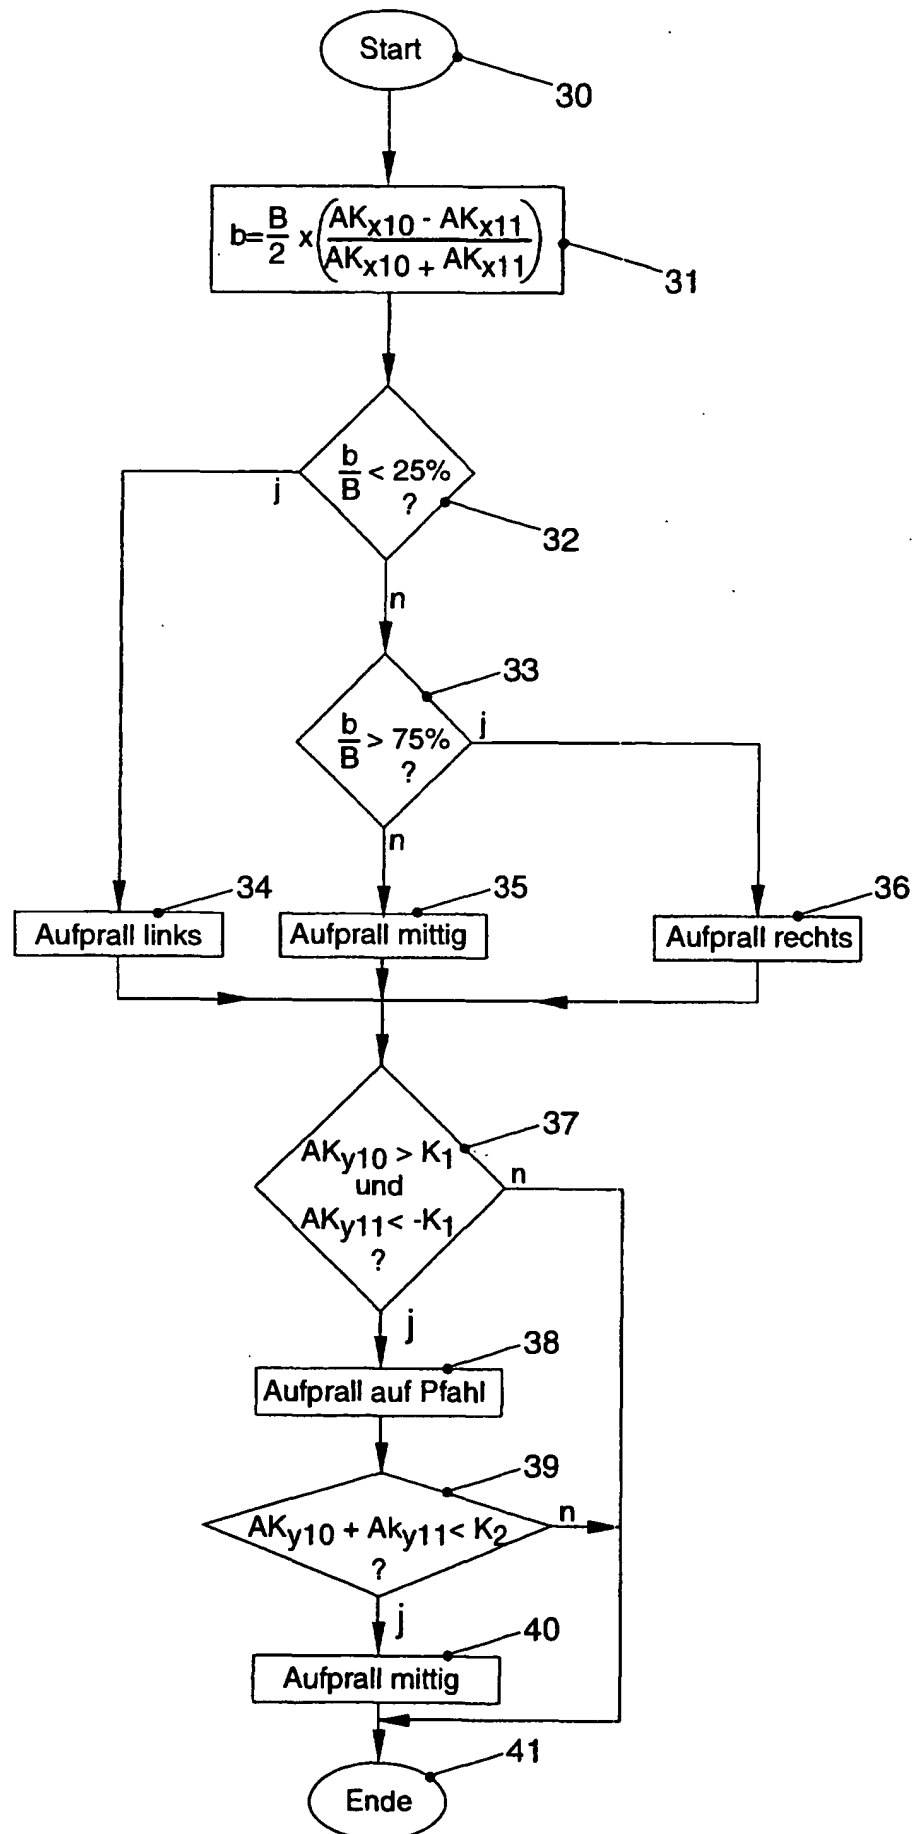 Start
30
b=B/2 x(AKx10 - AKx11/AKx10 + AKx11)
31
b/B < 25%
?
j
32
n
33
b/B > 75%
?
j
n
34
35
36
Aufprall links
Aufprall mittig
Aufprall rechts
37
AKy10 > K1
n
und
AKy11< -K1
?
j
38
Aufprall auf Pfahl
39
n
AKy10 + Aky11< K2
?
j
40
Aufprall mittig
41
Ende